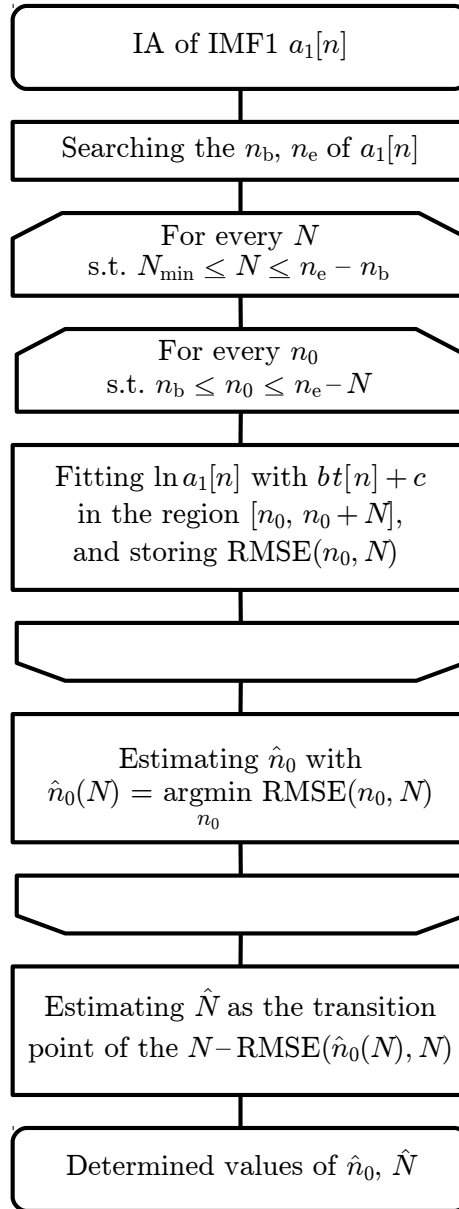 IA of IMF1 a₁[n]
Searching the n_b, n_e of a₁[n]
For every N
s.t. N_min ≤ N ≤ n_e – n_b
For every n₀
s.t. n_b ≤ n₀ ≤ n_e – N
Fitting ln a₁[n] with bt[n] + c
in the region [n₀, n₀ + N],
and storing RMSE(n₀, N)
Estimating n̂₀ with
n̂₀(N) = argmin RMSE(n₀, N)
n₀
Estimating N̂ as the transition
point of the N – RMSE(n̂₀(N), N)
Determined values of n̂₀, N̂